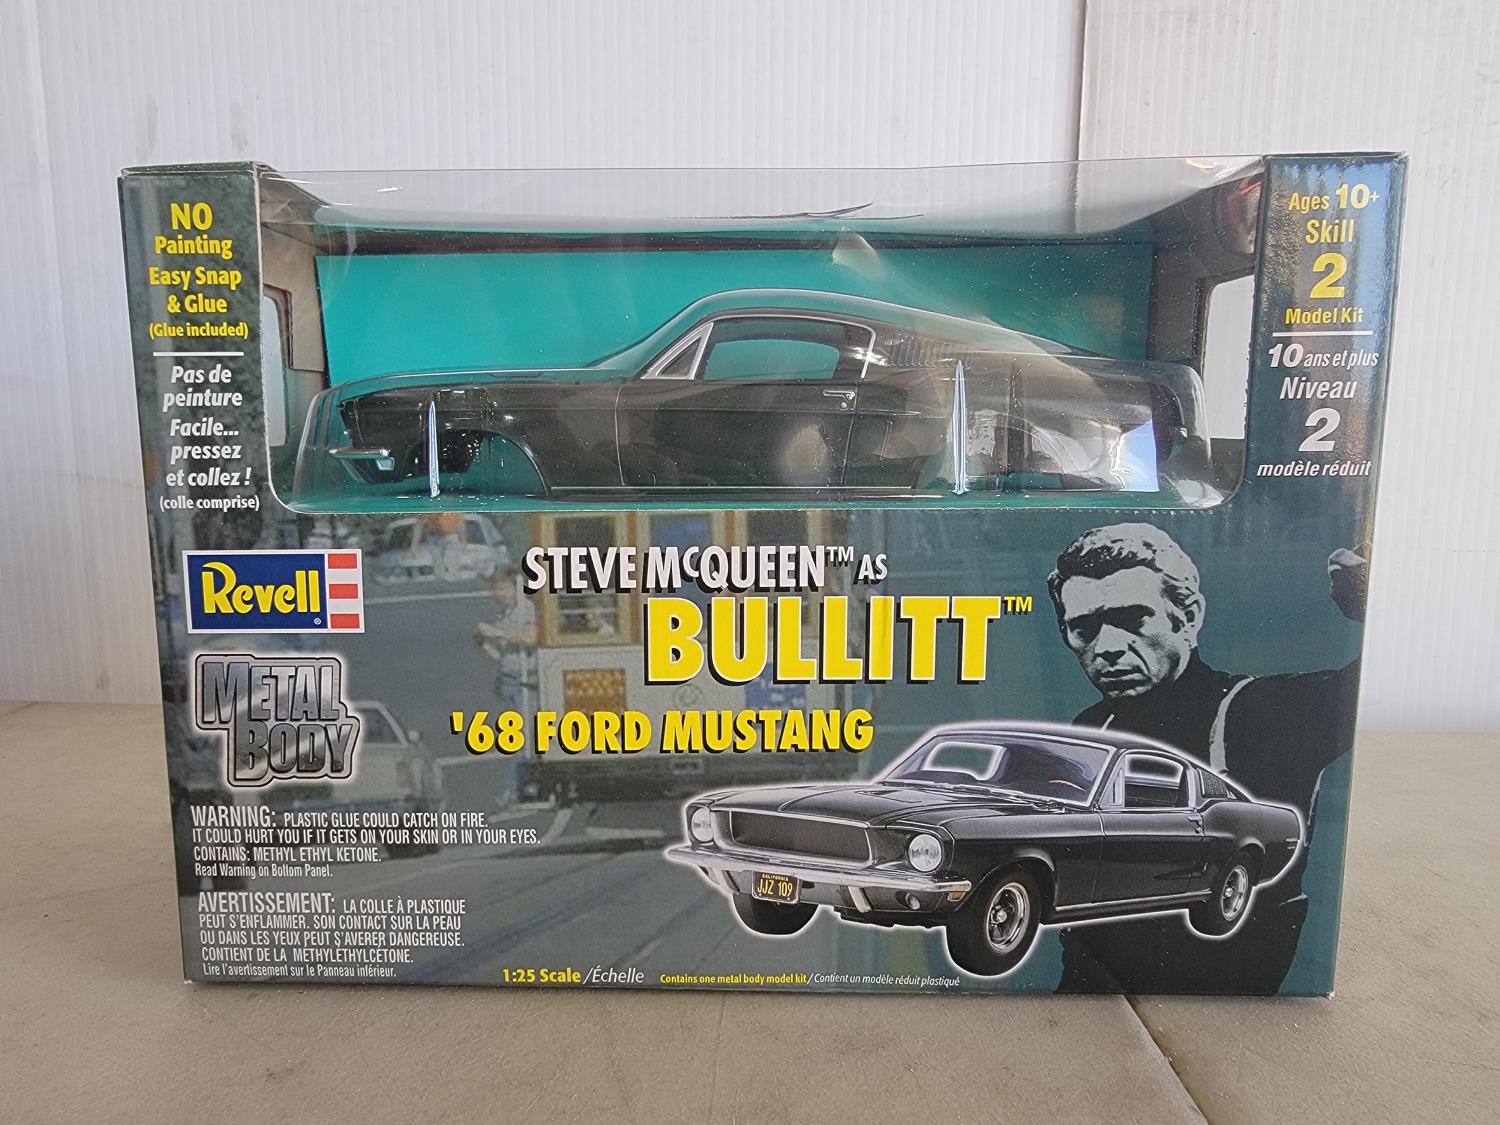 NO
Painting
Easy Snap
& Glue
(Glue included)
Pas de
peinture
Facile...
pressez
et collez !
(colle comprise)
Ages 10+
Skill
2
Model Kit
10 ans et plus
Niveau
2
modèle réduit
Revell®
METAL
BODY
STEVE McQUEEN™ AS
BULLITT™
'68 FORD MUSTANG
WARNING: PLASTIC GLUE COULD CATCH ON FIRE.
IT COULD HURT YOU IF IT GETS ON YOUR SKIN OR IN YOUR EYES.
CONTAINS: METHYL ETHYL KETONE.
Read Warning on Bottom Panel.
AVERTISSEMENT: LA COLLE À PLASTIQUE
PEUT S'ENFLAMMER. SON CONTACT SUR LA PEAU
OU DANS LES YEUX PEUT S'AVERER DANGEREUSE.
CONTIENT DE LA METHYLETHYLCETONE.
Lire l'avertissement sur le Panneau inférieur.
CALIFORNIA
JJZ 109
1:25 Scale / Échelle
Contains one metal body model kit / Contient un modèle réduit plastiqué